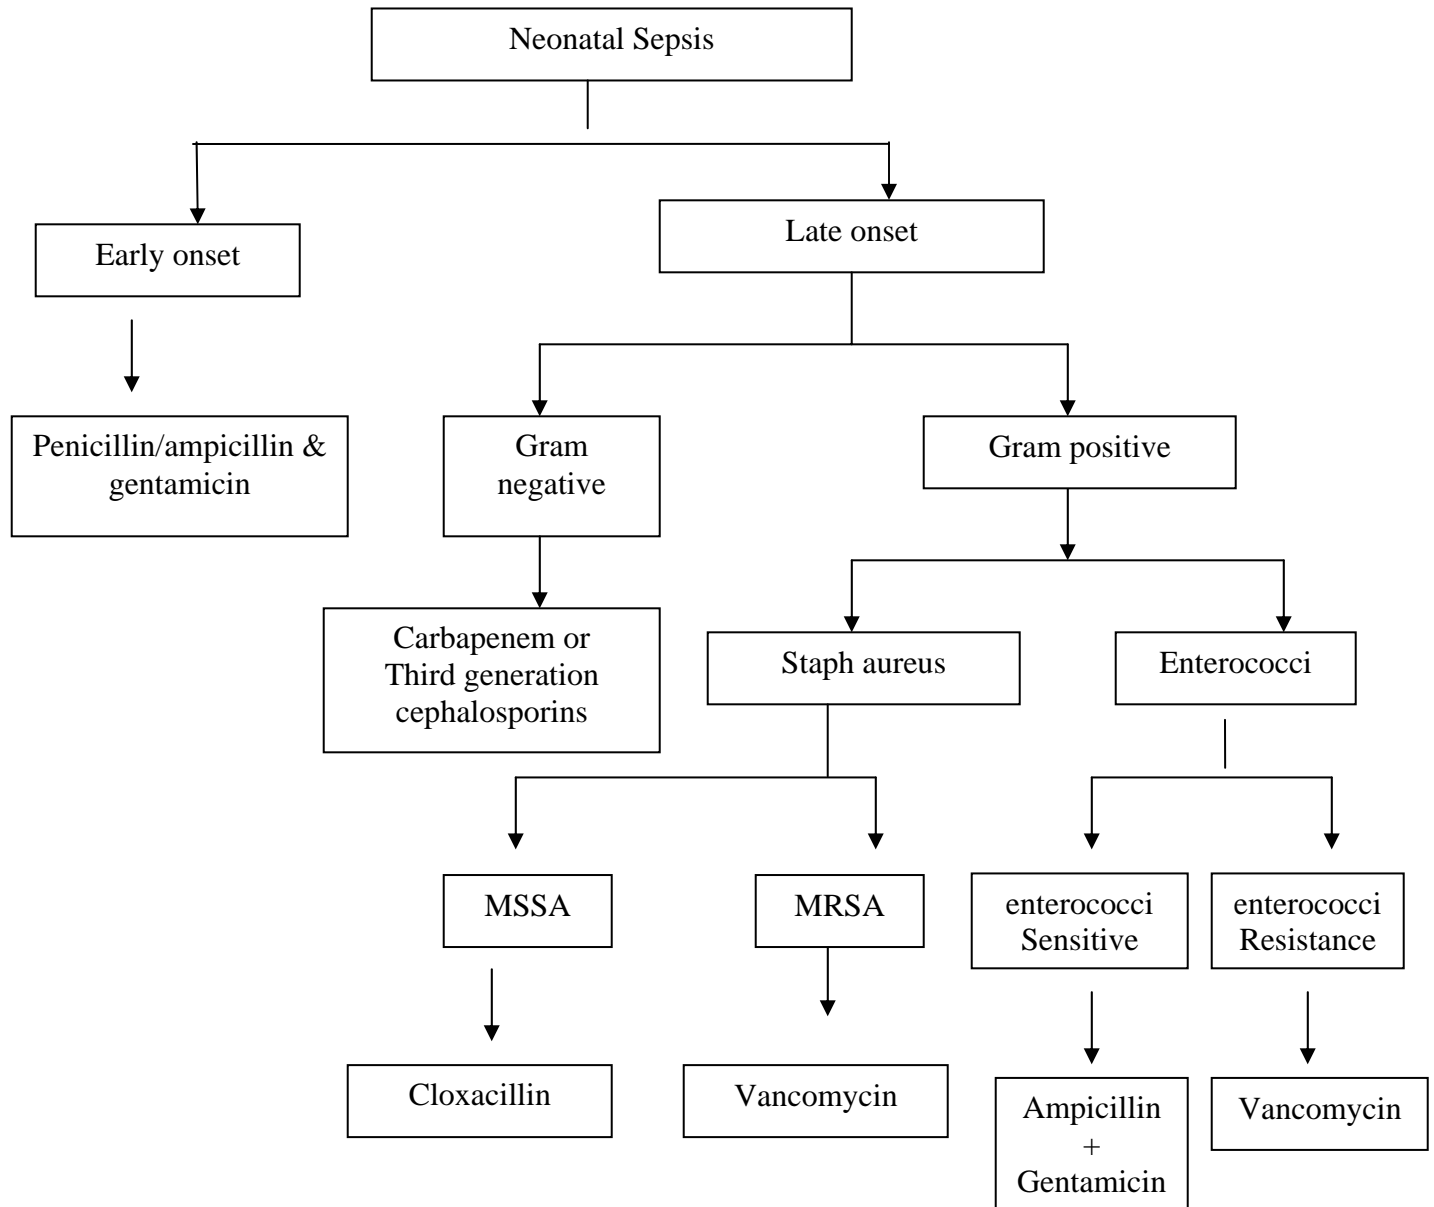 Neonatal Sepsis
Early onset
Late onset
Penicillin/ampicillin &
gentamicin
Gram
negative
Gram positive
Carbapenem or
Third generation
cephalosporins
Staph aureus
Enterococci
MSSA
MRSA
enterococci
Sensitive
enterococci
Resistance
Cloxacillin
Vancomycin
Ampicillin
+
Gentamicin
Vancomycin